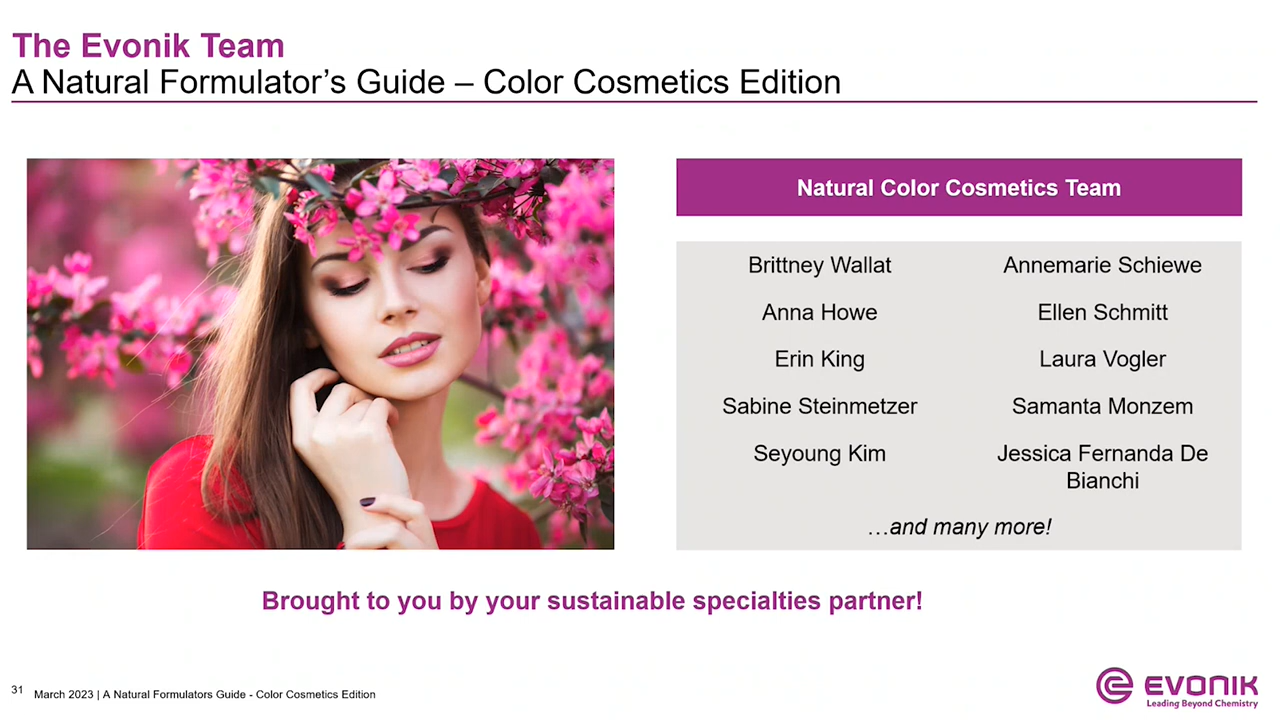 The Evonik Team
A Natural Formulator’s Guide – Color Cosmetics Edition
Natural Color Cosmetics Team
Brittney Wallat
Annemarie Schiewe
Anna Howe
Ellen Schmitt
Erin King
Laura Vogler
Sabine Steinmetzer
Samanta Monzem
Seyoung Kim
Jessica Fernanda De
Bianchi
…and many more!
Brought to you by your sustainable specialties partner!
31 March 2023 | A Natural Formulators Guide - Color Cosmetics Edition
EVONIK
Leading Beyond Chemistry